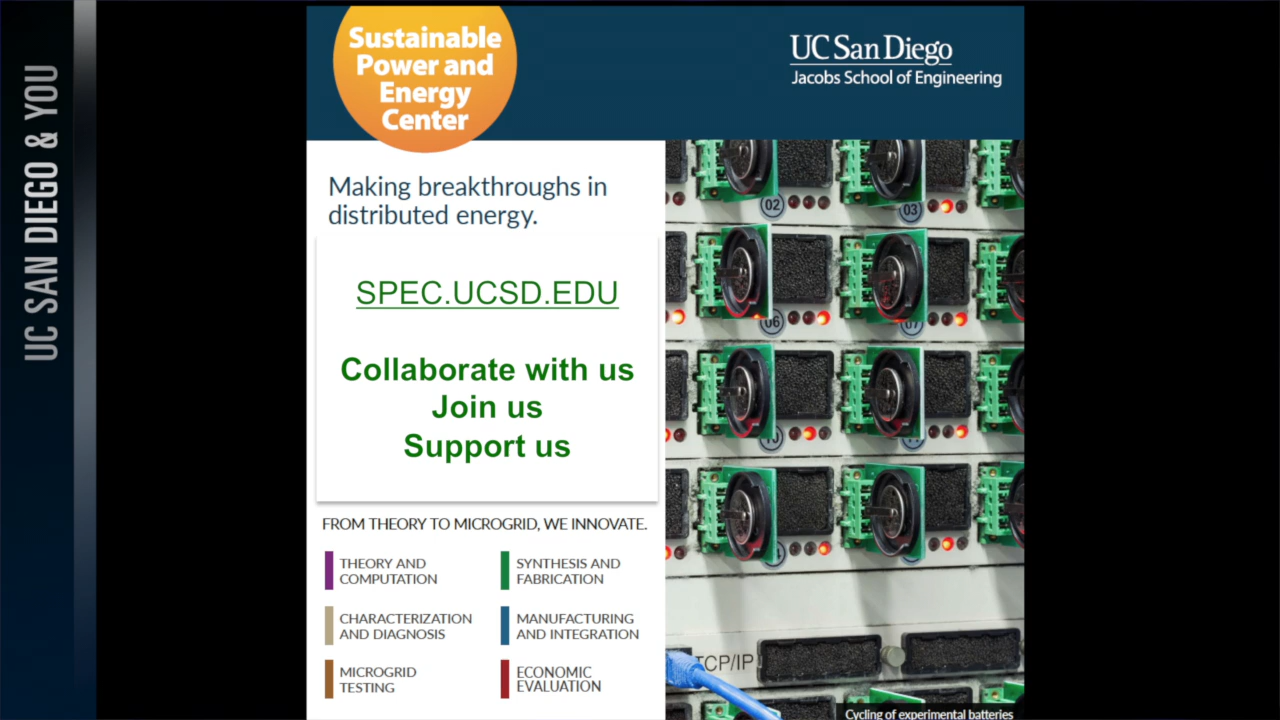 UC SAN DIEGO & YOU
Sustainable
Power and
Energy
Center
UC San Diego
Jacobs School of Engineering
Making breakthroughs in
distributed energy.
SPEC.UCSD.EDU
Collaborate with us
Join us
Support us
FROM THEORY TO MICROGRID, WE INNOVATE.
THEORY AND
COMPUTATION
SYNTHESIS AND
FABRICATION
CHARACTERIZATION
AND DIAGNOSIS
MANUFACTURING
AND INTEGRATION
MICROGRID
TESTING
ECONOMIC
EVALUATION
02
03
06
07
10
TCP/IP
Cycling of experimental batteries